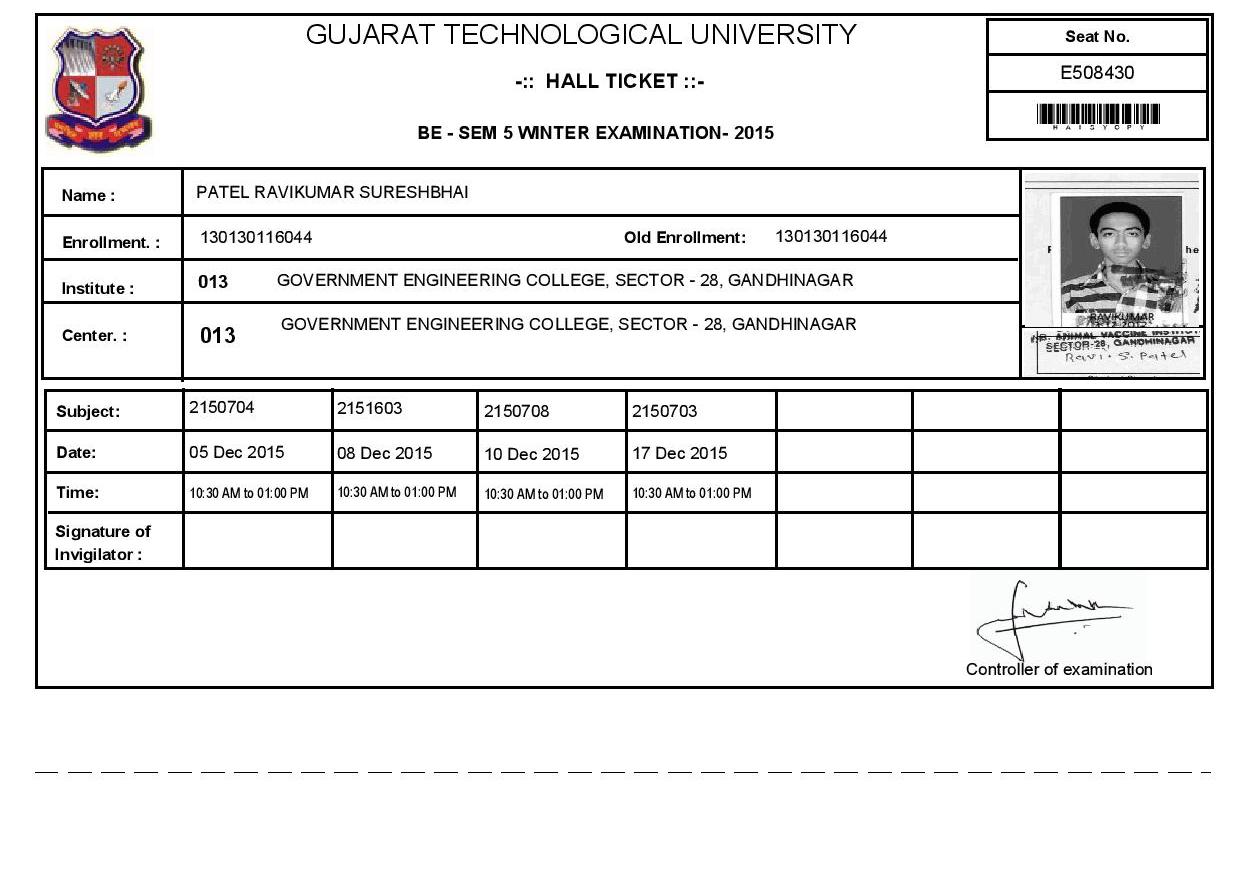 GUJARAT TECHNOLOGICAL UNIVERSITY
-:: HALL TICKET ::-
BE - SEM 5 WINTER EXAMINATION- 2015
Seat No.
E508430
HAISYCPY
Name : PATEL RAVIKUMAR SURESHBHAI
Enrollment. : 130130116044 Old Enrollment: 130130116044
Institute : 013 GOVERNMENT ENGINEERING COLLEGE, SECTOR - 28, GANDHINAGAR
Center. : 013 GOVERNMENT ENGINEERING COLLEGE, SECTOR - 28, GANDHINAGAR
he
RAVIKUMAR
ANIMAL VACCINE
SECTOR-28, GANDHINAGAR
Ravi. S. Patel
Subject: 2150704 2151603 2150708 2150703
Date: 05 Dec 2015 08 Dec 2015 10 Dec 2015 17 Dec 2015
Time: 10:30 AM to 01:00 PM 10:30 AM to 01:00 PM 10:30 AM to 01:00 PM 10:30 AM to 01:00 PM
Signature of
Invigilator :
Controller of examination